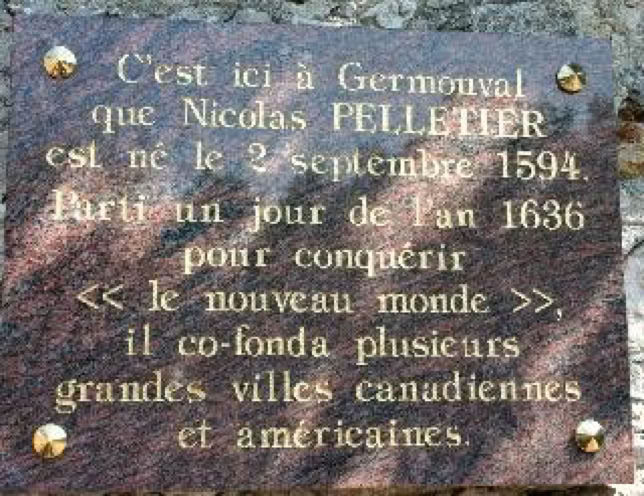 C'est ici à Germouval
que Nicolas PELLETIER
est né le 2 septembre 1594.
Parti un jour de l'an 1636
pour conquérir
<< le nouveau monde >>,
il co-fonda plusieurs
grandes villes canadiennes
et américaines.